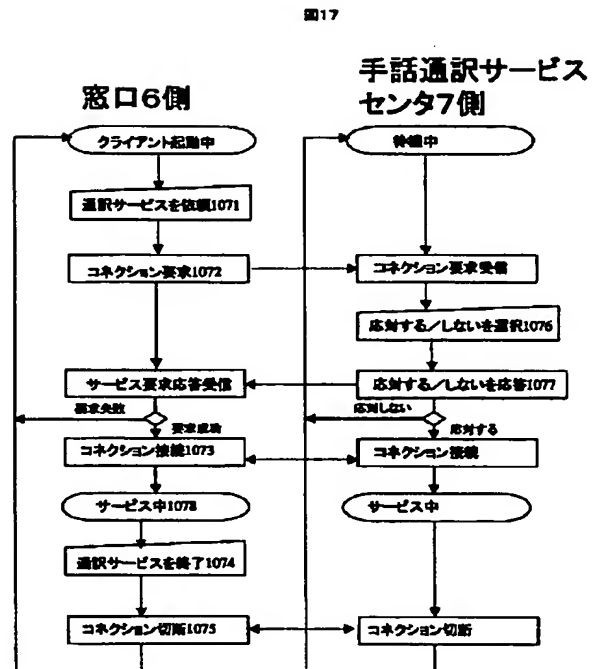 図17
窓口6側
手話通訳サービス
センタ7側
クライアント起動中
待機中
通訳サービスを依頼1071
コネクション要求1072
コネクション要求受信
応対する/しないを選択1076
サービス要求応答受信
応対する/しないを応答1077
要求失敗
要求成功
応対しない
応対する
コネクション接続1073
コネクション接続
サービス中1078
サービス中
通訳サービスを終了1074
コネクション切断1075
コネクション切断